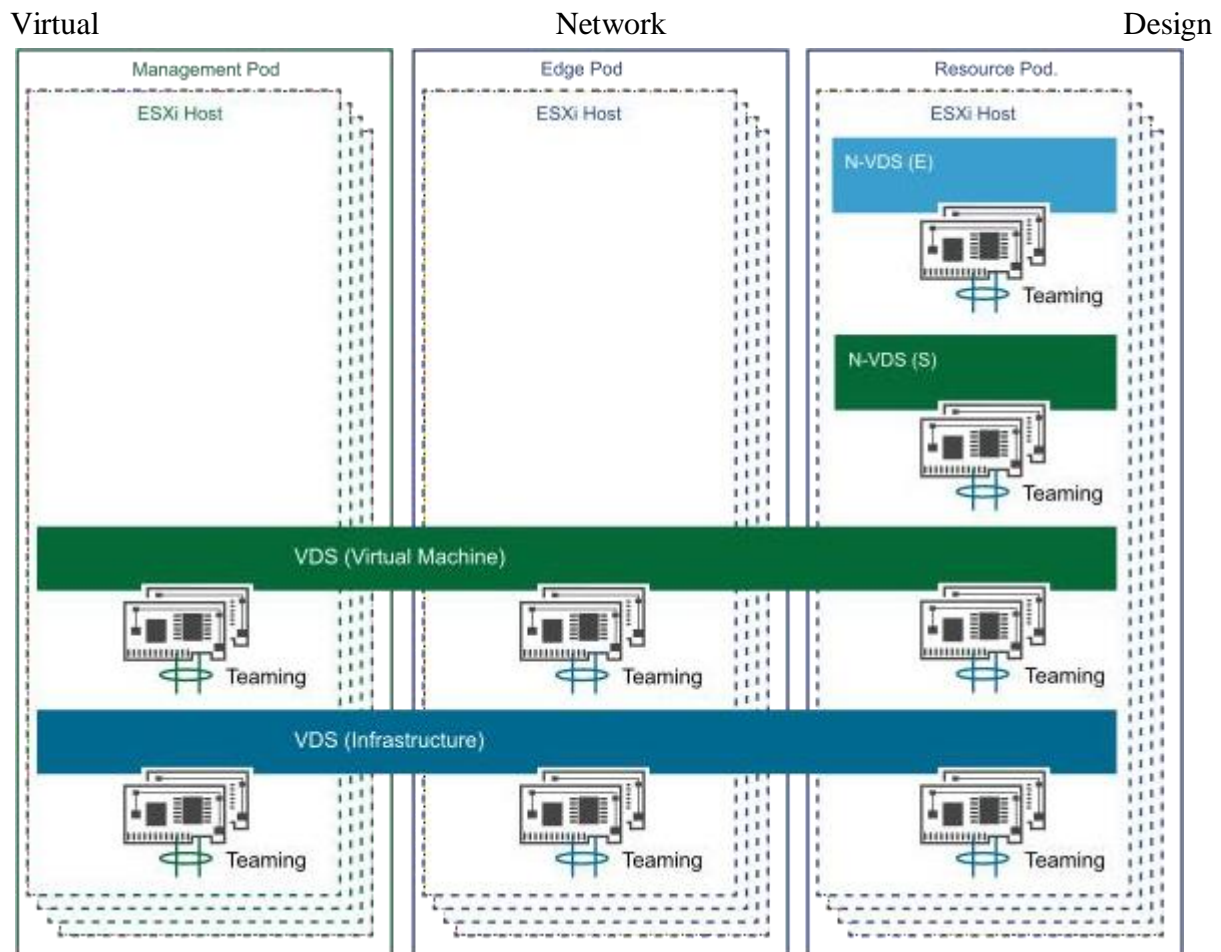 Virtual Network Design
Management Pod
ESXi Host
Edge Pod
ESXi Host
Resource Pod.
ESXi Host
N-VDS (E)
Teaming
N-VDS (S)
Teaming
VDS (Virtual Machine)
Teaming
Teaming
Teaming
VDS (Infrastructure)
Teaming
Teaming
Teaming